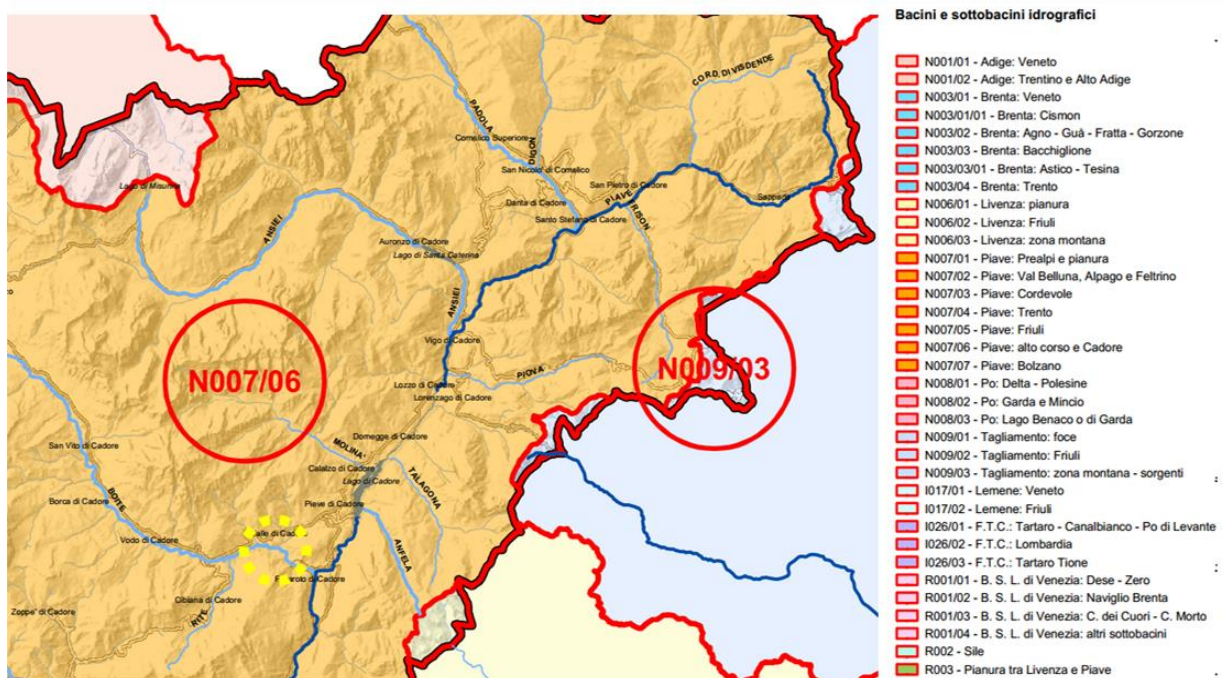 Bacini e sottobacini idrografici
N001/01 - Adige: Veneto
N001/02 - Adige: Trentino e Alto Adige
N003/01 - Brenta: Veneto
N003/01/01 - Brenta: Cismon
N003/02 - Brenta: Agno - Guà - Fratta - Gorzone
N003/03 - Brenta: Bacchiglione
N003/03/01 - Brenta: Astico - Tesina
N003/04 - Brenta: Trento
N006/01 - Livenza: pianura
N006/02 - Livenza: Friuli
N006/03 - Livenza: zona montana
N007/01 - Piave: Prealpi e pianura
N007/02 - Piave: Val Belluna, Alpago e Feltrino
N007/03 - Piave: Cordevole
N007/04 - Piave: Trento
N007/05 - Piave: Friuli
N007/06 - Piave: alto corso e Cadore
N007/07 - Piave: Bolzano
N008/01 - Po: Delta - Polesine
N008/02 - Po: Garda e Mincio
N008/03 - Po: Lago Benaco o di Garda
N009/01 - Tagliamento: foce
N009/02 - Tagliamento: Friuli
N009/03 - Tagliamento: zona montana - sorgenti
I017/01 - Lemene: Veneto
I017/02 - Lemene: Friuli
I026/01 - F.T.C.: Tartaro - Canalbianco - Po di Levante
I026/02 - F.T.C.: Lombardia
I026/03 - F.T.C.: Tartaro Tione
R001/01 - B. S. L. di Venezia: Dese - Zero
R001/02 - B. S. L. di Venezia: Naviglio Brenta
R001/03 - B. S. L. di Venezia: C. dei Cuori - C. Morto
R001/04 - B. S. L. di Venezia: altri sottobacini
R002 - Sile
R003 - Pianura tra Livenza e Piave
CORD. DI VISDENDE
PADOLA
Comelico Superiore
DIGON
San Nicolo' di Comelico
Lago di Misurina
San Pietro di Cadore
Sappada
Danta di Cadore
PIAVE
FRISON
Santo Stefano di Cadore
ANSIEI
Auronzo di Cadore
Lago di Santa Caterina
ANSIEI
Vigo di Cadore
N007/06
N009/03
PIOVA
Lozzo di Cadore
Lorenzago di Cadore
San Vito di Cadore
Domegge di Cadore
MOLINA'
Calalzo di Cadore
Lago di Cadore
TALAGONA
Borca di Cadore
BOITE
Pieve di Cadore
Valle di Cadore
Vodo di Cadore
ANFELA
Perarolo di Cadore
Cibiana di Cadore
Zoppe' di Cadore
RITE